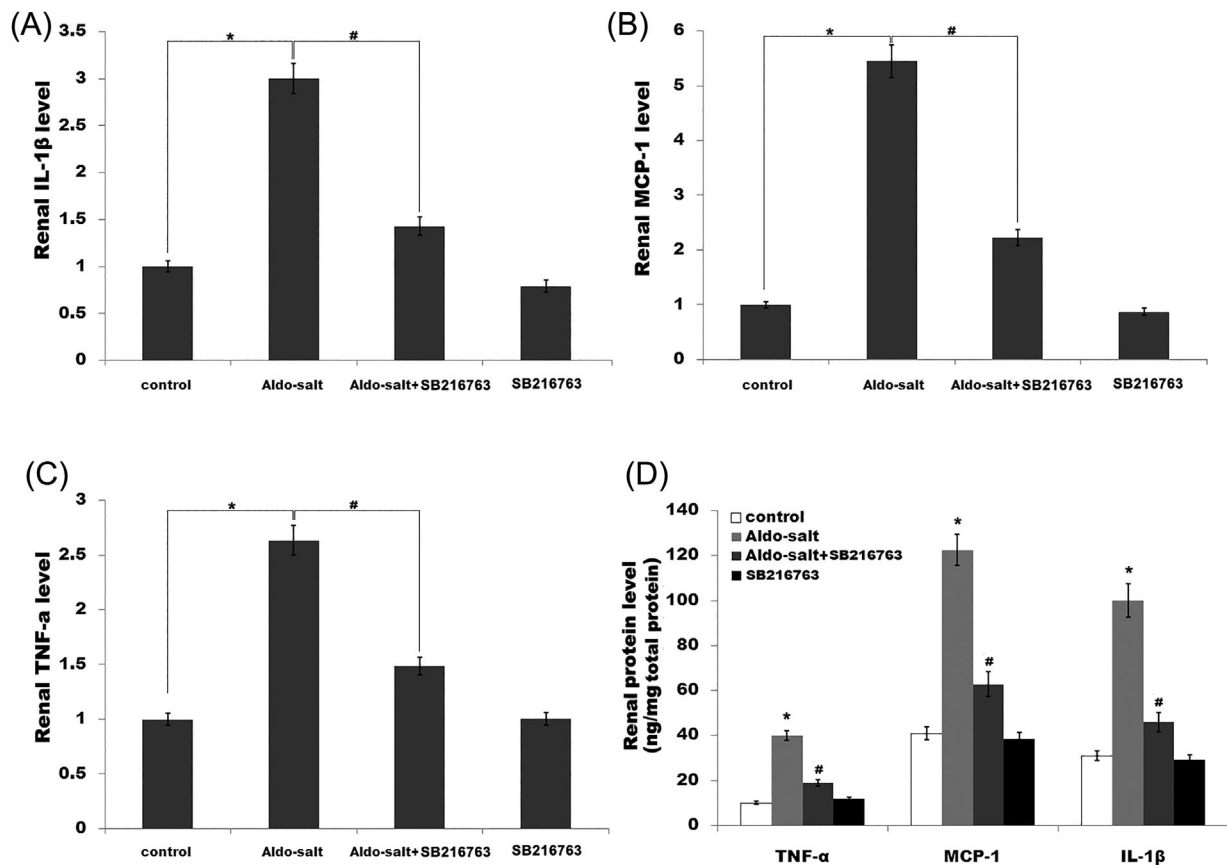 (A)
Renal IL-1β level
3.5
3
2.5
2
1.5
1
0.5
0
* #
control Aldo-salt Aldo-salt+SB216763 SB216763
(B)
Renal MCP-1 level
6
5
4
3
2
1
0
* #
control Aldo-salt Aldo-salt+SB216763 SB216763
(C)
Renal TNF-a level
3
2.5
2
1.5
1
0.5
0
* #
control Aldo-salt Aldo-salt+SB216763 SB216763
(D)
Renal protein level
(ng/mg total protein)
140
120
100
80
60
40
20
0
control
Aldo-salt
Aldo-salt+SB216763
SB216763
* #
* #
* #
TNF-α MCP-1 IL-1β